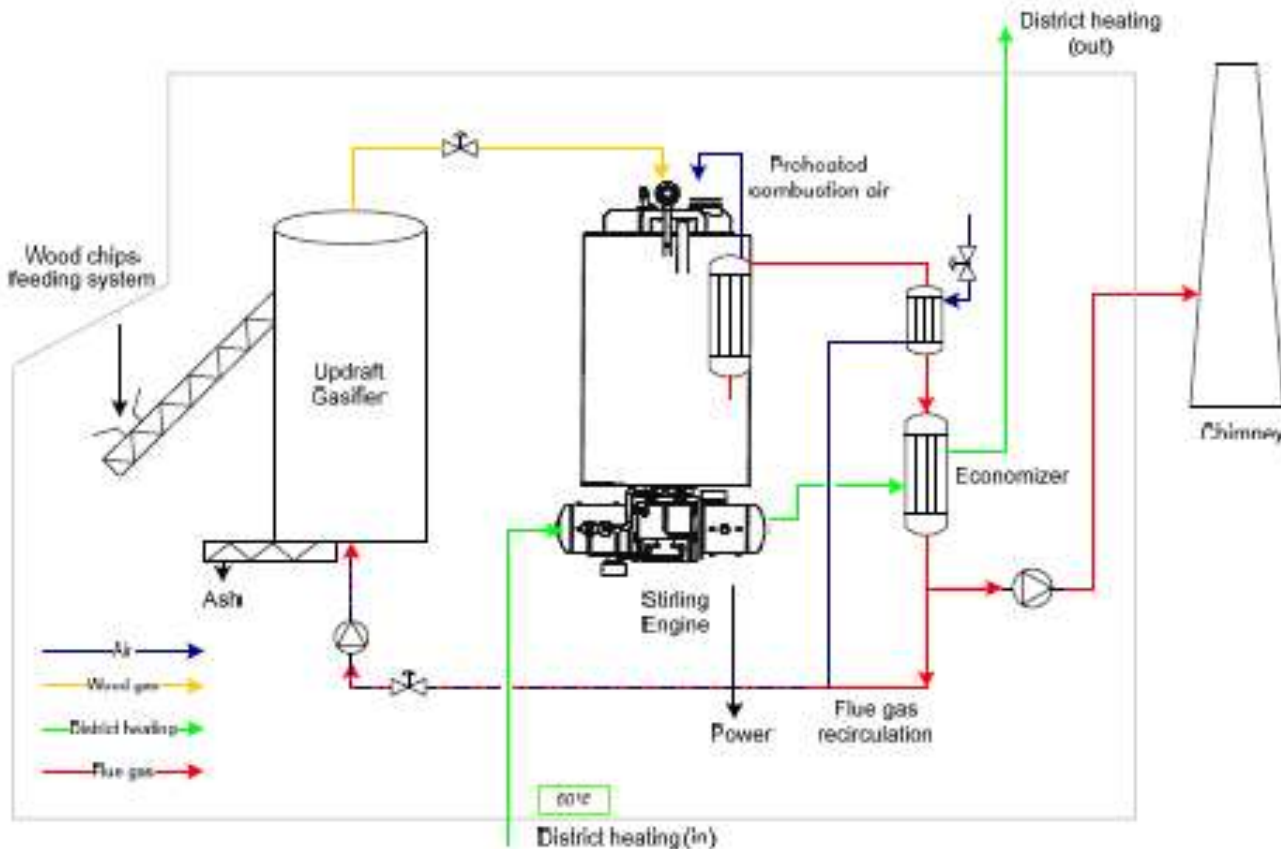 District heating
(out)
Preheated
combustion air
Wood chips
feeding system
Updraft
Gasifier
Chimney
Economizer
Ash
Stirling
Engine
Air
Wood gas
District heating
Flue gas
Flue gas
recirculation
Power
District heating (in)